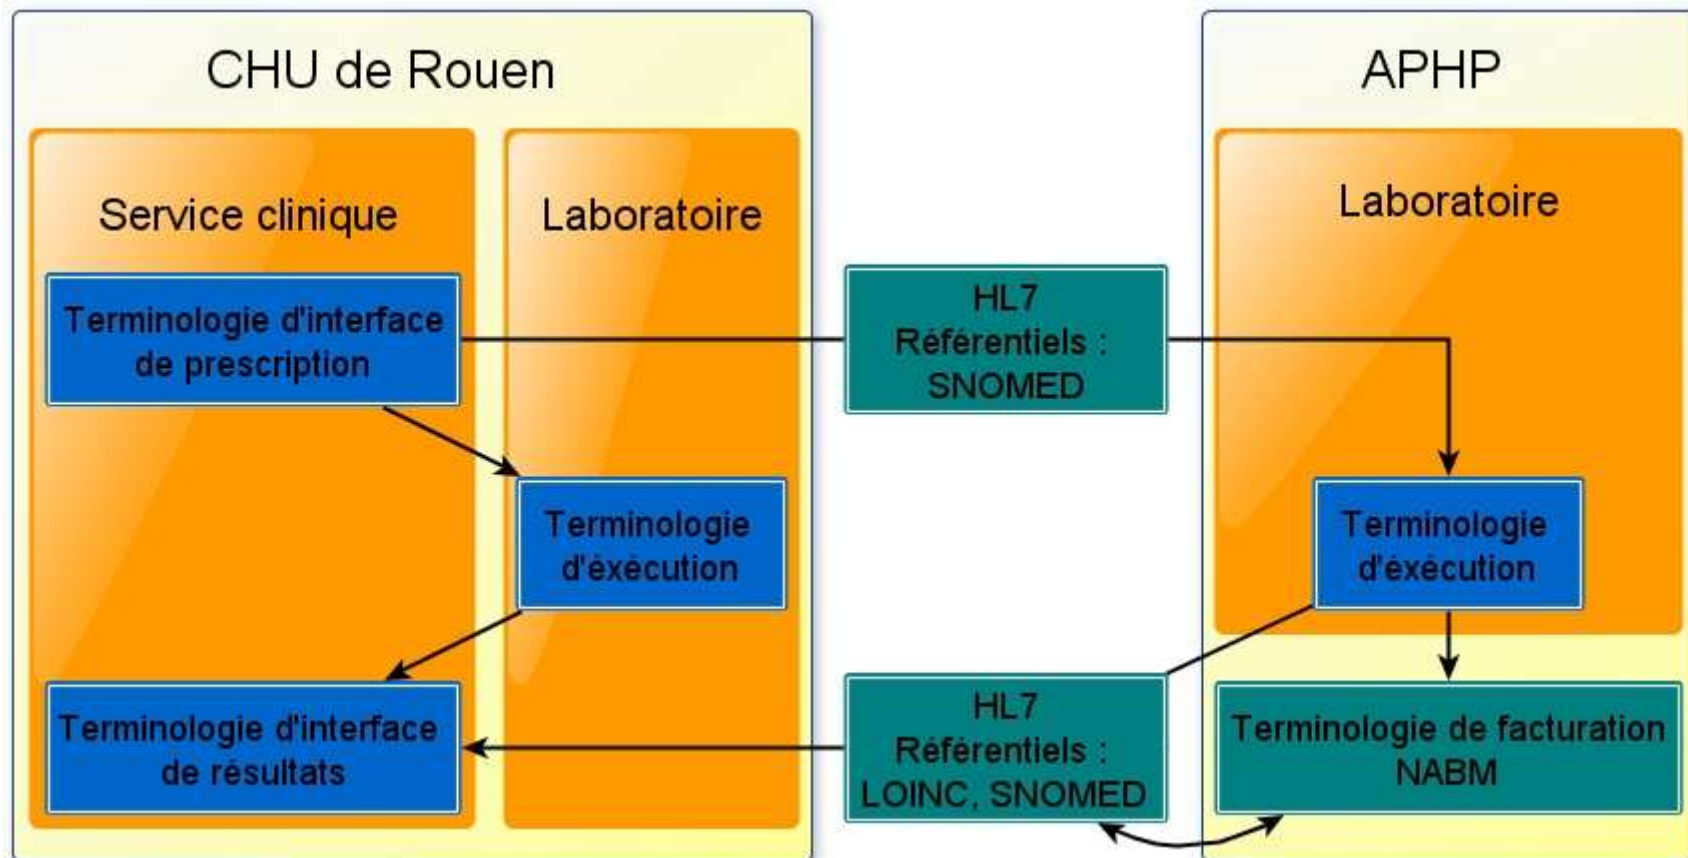 CHU de Rouen
Service clinique
Laboratoire
Terminologie d'interface
de prescription
Terminologie
d'éxécution
Terminologie d'interface
de résultats
HL7
Référentiels :
SNOMED
HL7
Référentiels :
LOINC, SNOMED
APHP
Laboratoire
Terminologie
d'éxécution
Terminologie de facturation
NABM